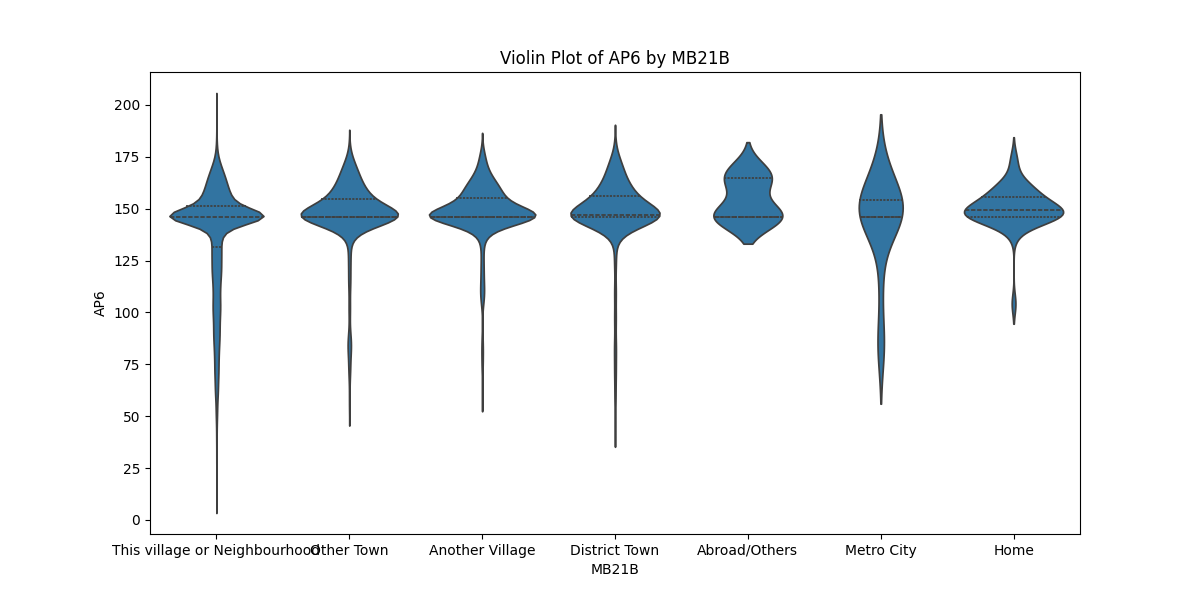 Violin Plot of AP6 by MB21B
200
175
150
125
100
75
50
25
0
AP6
This village or Neighbourhood Other Town Another Village District Town Abroad/Others Metro City Home
MB21B